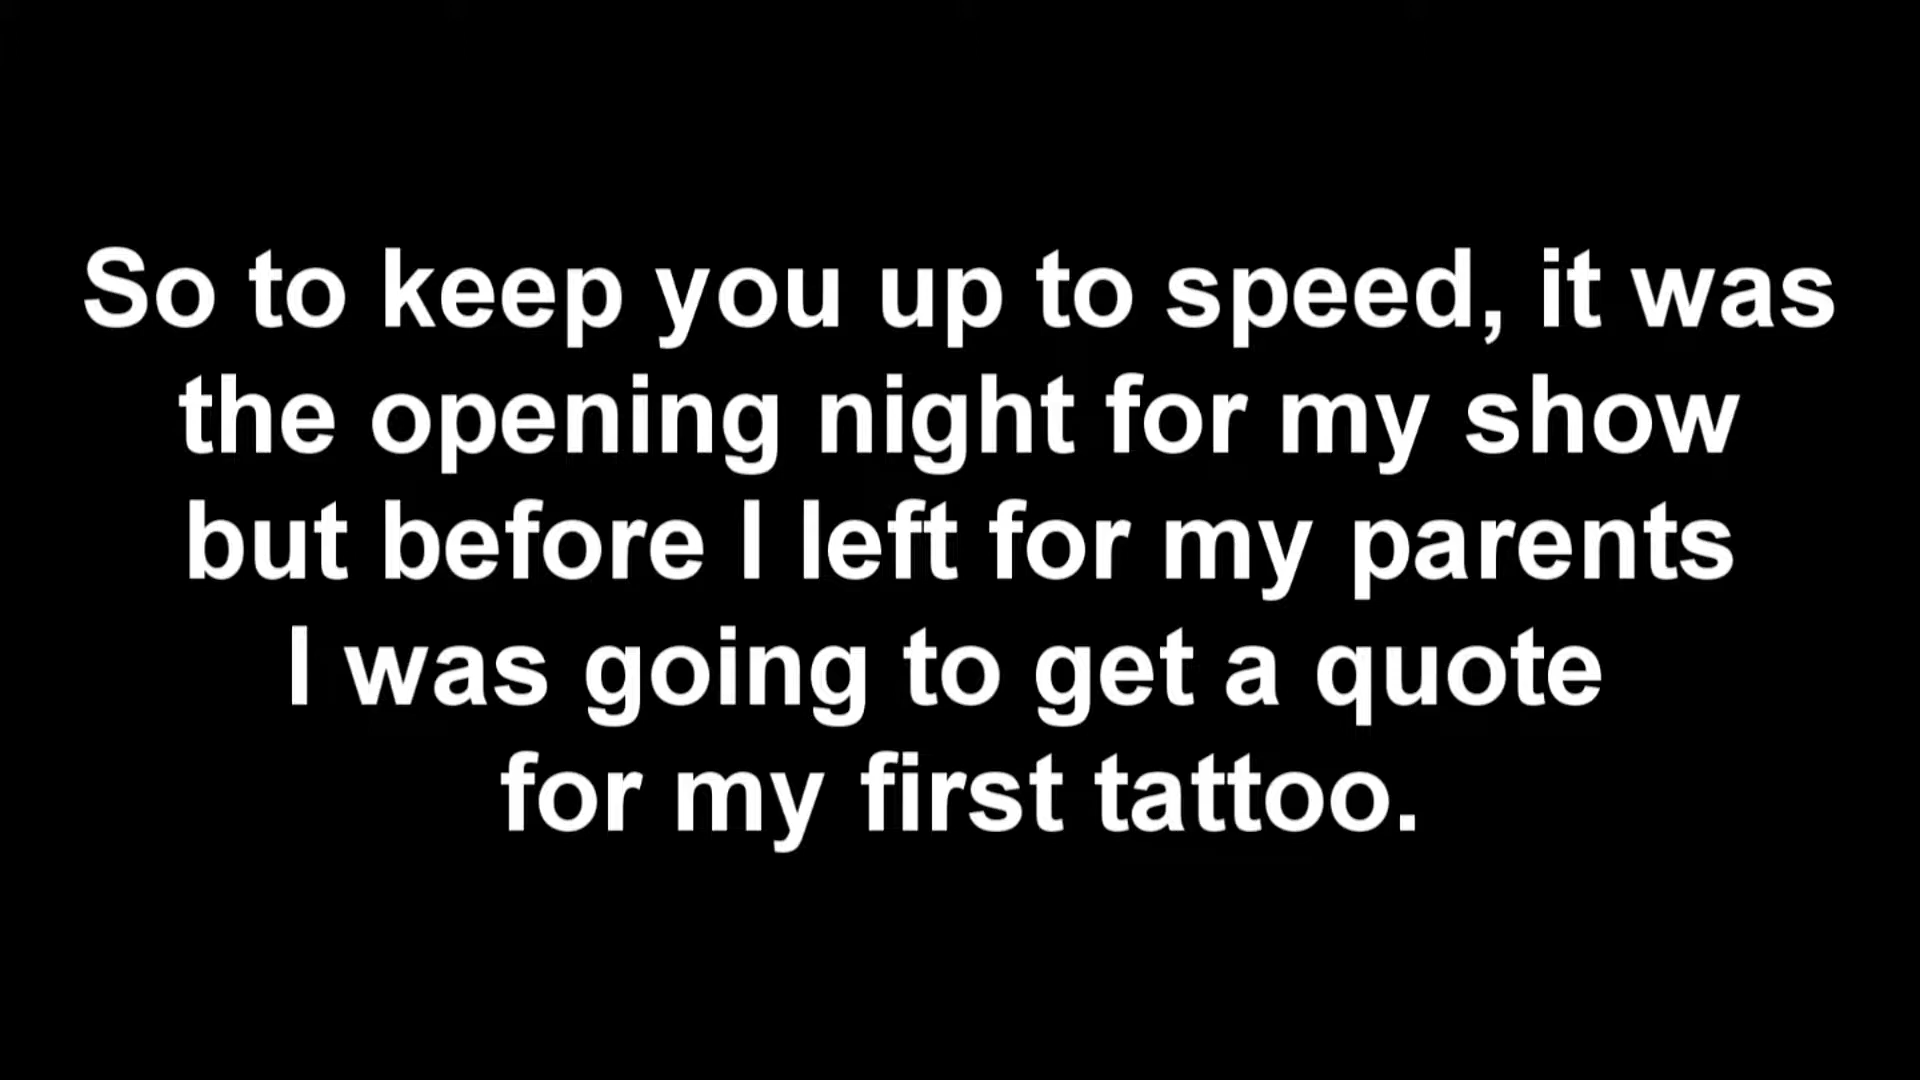 So to keep you up to speed, it was
the opening night for my show
but before I left for my parents
I was going to get a quote
for my first tattoo.